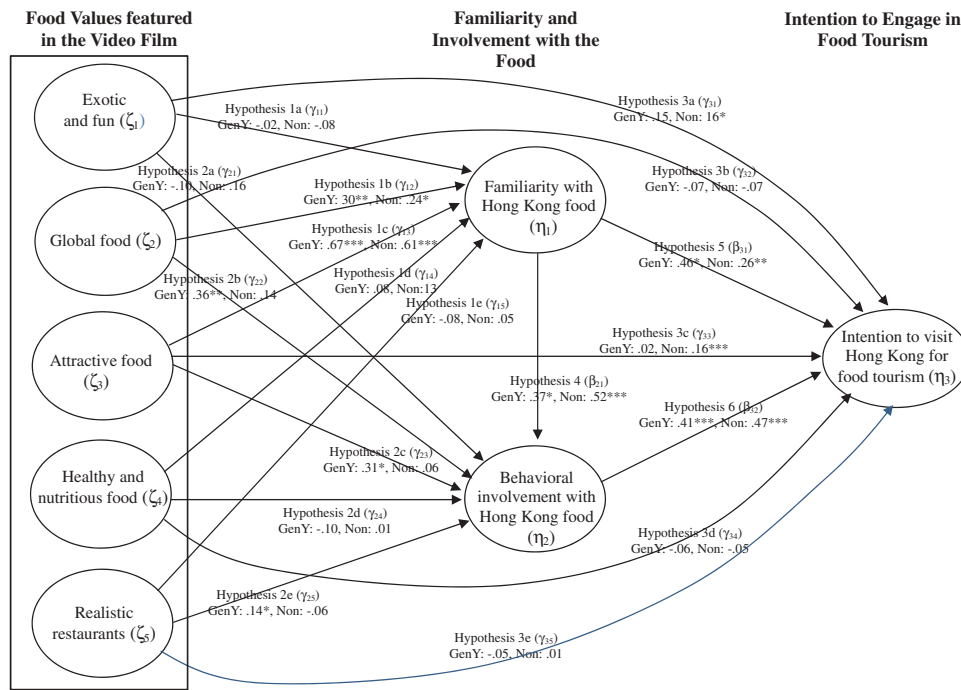 Food Values featured
in the Video Film
Familiarity and
Involvement with the
Food
Intention to Engage in
Food Tourism
Exotic
and fun (ζ1)
Global food (ζ2)
Attractive food
(ζ3)
Healthy and
nutritious food (ζ4)
Realistic
restaurants (ζ5)
Hypothesis 1a (γ11)
GenY: -.02, Non: -.08
Hypothesis 2a (γ21)
GenY: -.16, Non: .16
Hypothesis 1b (γ12)
GenY: 30**, Non: .24*
Hypothesis 1c (γ13)
GenY: .67***, Non: .61***
Hypothesis 2b (γ22)
GenY: .36**, Non: .14
Hypothesis 1d (γ14)
GenY: .08, Non:13
Hypothesis 1e (γ15)
GenY: -.08, Non: .05
Hypothesis 2c (γ23)
GenY: .31*, Non: .06
Hypothesis 2d (γ24)
GenY: -.10, Non: .01
Hypothesis 2e (γ25)
GenY: .14*, Non: -.06
Familiarity with
Hong Kong food
(η1)
Hypothesis 4 (β21)
GenY: .37*, Non: .52***
Behavioral
involvement with
Hong Kong food
(η2)
Hypothesis 3a (γ31)
GenY: .15, Non: 16*
Hypothesis 3b (γ32)
GenY: -.07, Non: -.07
Hypothesis 5 (β31)
GenY: .46*, Non: .26**
Hypothesis 3c (γ33)
GenY: .02, Non: .16***
Hypothesis 6 (β32)
GenY: .41***, Non: .47***
Hypothesis 3d (γ34)
GenY: -.06, Non: -.05
Hypothesis 3e (γ35)
GenY: -.05, Non: .01
Intention to visit
Hong Kong for
food tourism (η3)